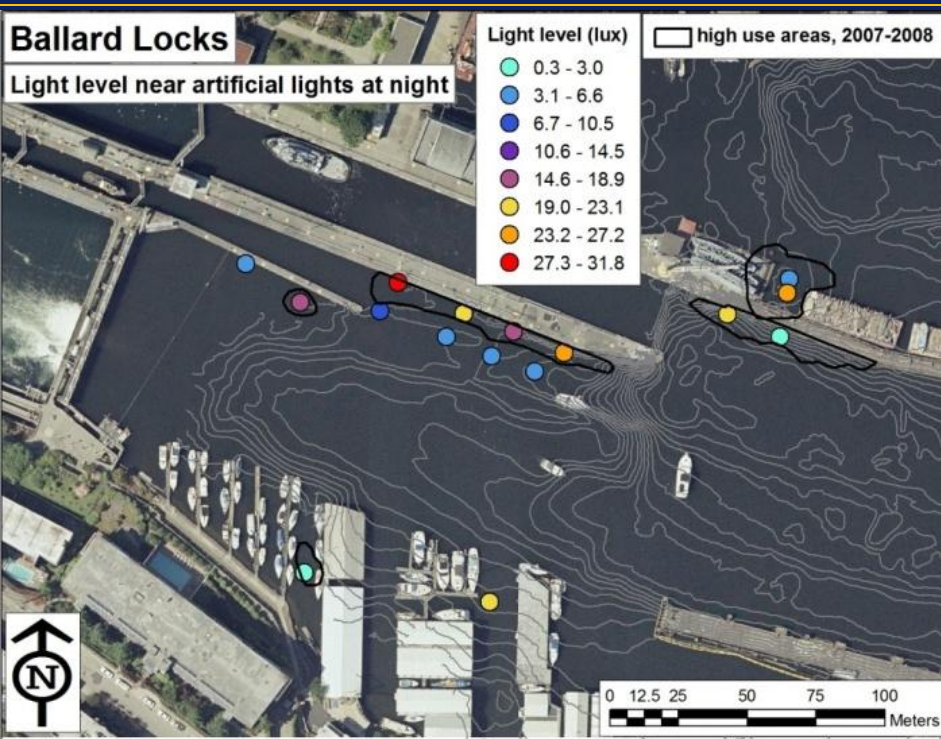 Ballard Locks
Light level near artificial lights at night
Light level (lux)
0.3 - 3.0
3.1 - 6.6
6.7 - 10.5
10.6 - 14.5
14.6 - 18.9
19.0 - 23.1
23.2 - 27.2
27.3 - 31.8
high use areas, 2007-2008
N
0 12.5 25 50 75 100
Meters